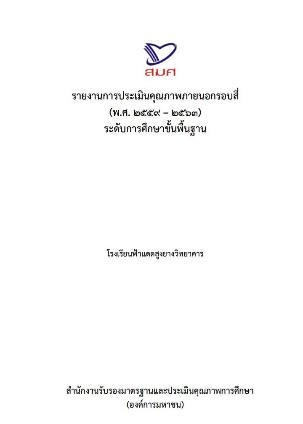 สมศ
รายงานการประเมินคุณภาพภายนอกรอบสี่
(พ.ศ. ๒๕๕๙ – ๒๕๖๓)
ระดับการศึกษาขั้นพื้นฐาน
โรงเรียนฟ้าแดดสูงยางวิทยาคาร
สำนักงานรับรองมาตรฐานและประเมินคุณภาพการศึกษา
(องค์การมหาชน)